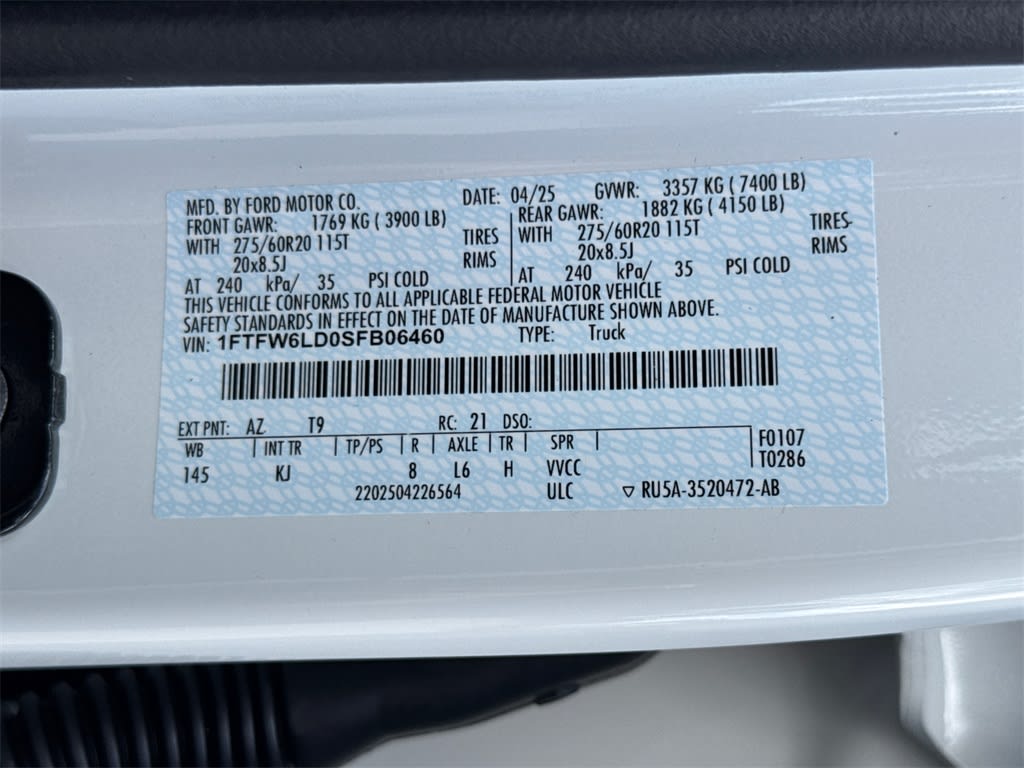 MFD. BY FORD MOTOR CO. DATE: 04/25 GVWR: 3357 KG ( 7400 LB)
FRONT GAWR: 1769 KG ( 3900 LB) REAR GAWR: 1882 KG ( 4150 LB)
WITH 275/60R20 115T TIRES WITH 275/60R20 115T TIRES
20x8.5J RIMS 20x8.5J RIMS
AT 240 kPa/ 35 PSI COLD AT 240 kPa/ 35 PSI COLD
THIS VEHICLE CONFORMS TO ALL APPLICABLE FEDERAL MOTOR VEHICLE
SAFETY STANDARDS IN EFFECT ON THE DATE OF MANUFACTURE SHOWN ABOVE.
VIN: 1FTFW6LD0SFB06460 TYPE: Truck
EXT PNT: AZ T9 RC: 21 DSO:
WB INT TR TP/PS R AXLE TR SPR F0107
145 KJ 8 L6 H VVCC T0286
2202504226564 ULC ▽ RU5A-3520472-AB